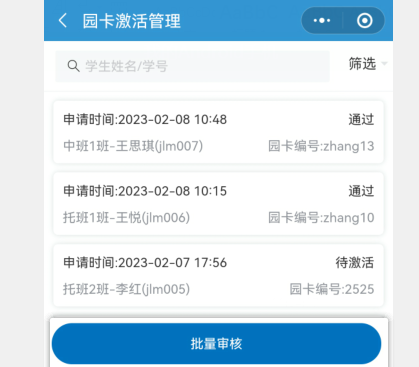 园卡激活管理
学生姓名/学号
筛选
申请时间:2023-02-08 10:48 通过
中班1班-王思琪(jlm007) 园卡编号:zhang13
申请时间:2023-02-08 10:15 通过
托班1班-王悦(jlm006) 园卡编号:zhang10
申请时间:2023-02-07 17:56 待激活
托班2班-李红(jlm005) 园卡编号:2525
批量审核